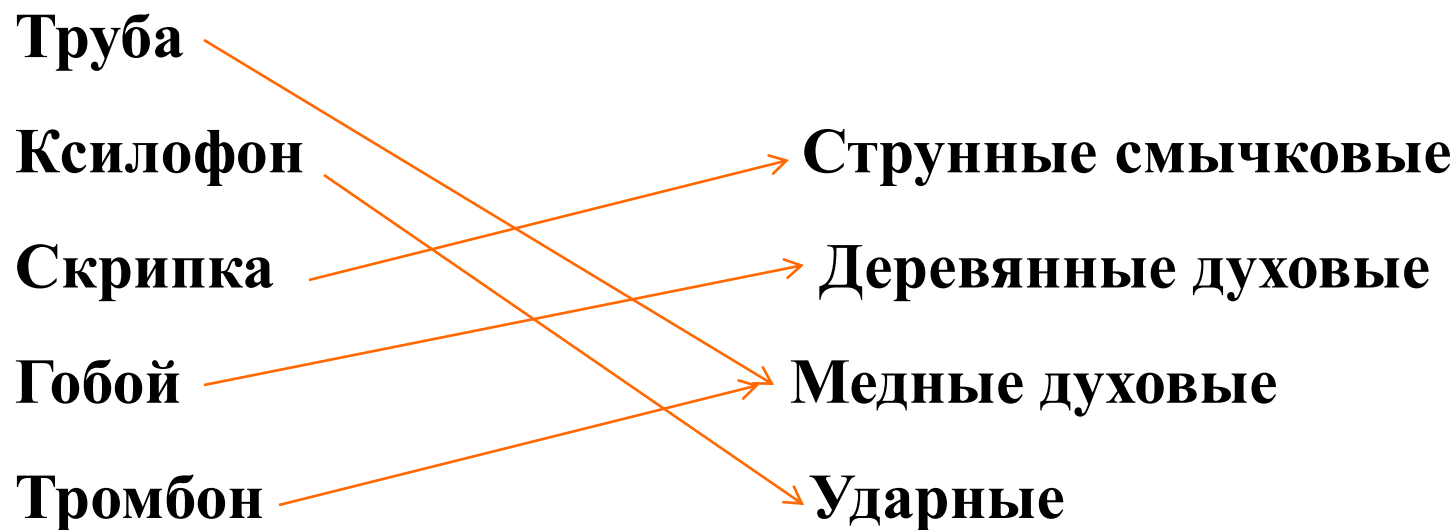 Труба
Ксилофон
Скрипка
Гобой
Тромбон
Струнные смычковые
Деревянные духовые
Медные духовые
Ударные